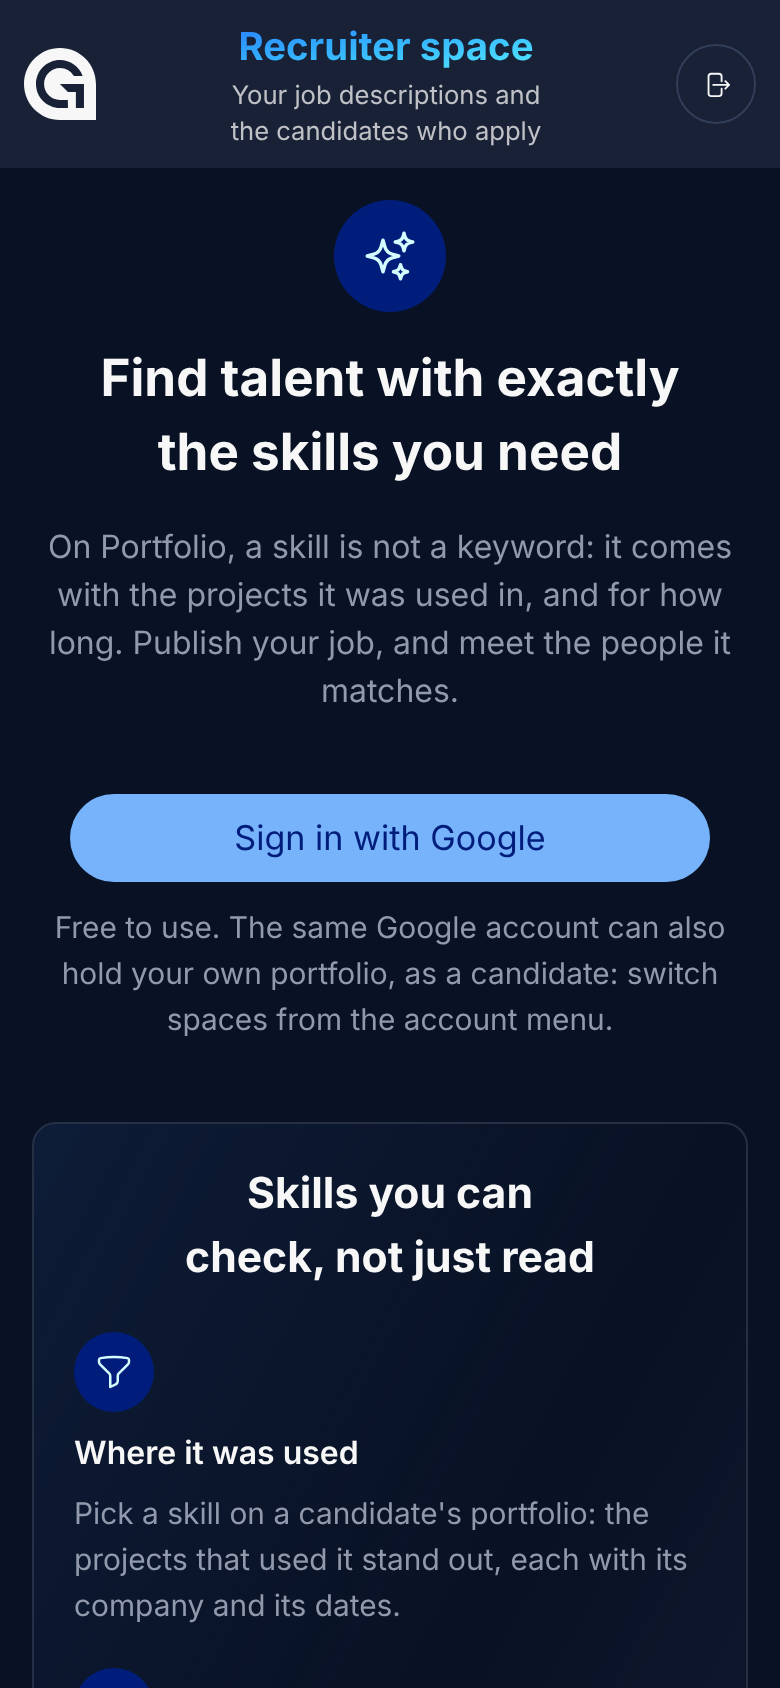 Recruiter space
Your job descriptions and
the candidates who apply
Find talent with exactly
the skills you need
On Portfolio, a skill is not a keyword: it comes
with the projects it was used in, and for how
long. Publish your job, and meet the people it
matches.
Sign in with Google
Free to use. The same Google account can also
hold your own portfolio, as a candidate: switch
spaces from the account menu.
Skills you can
check, not just read
Where it was used
Pick a skill on a candidate's portfolio: the
projects that used it stand out, each with its
company and its dates.